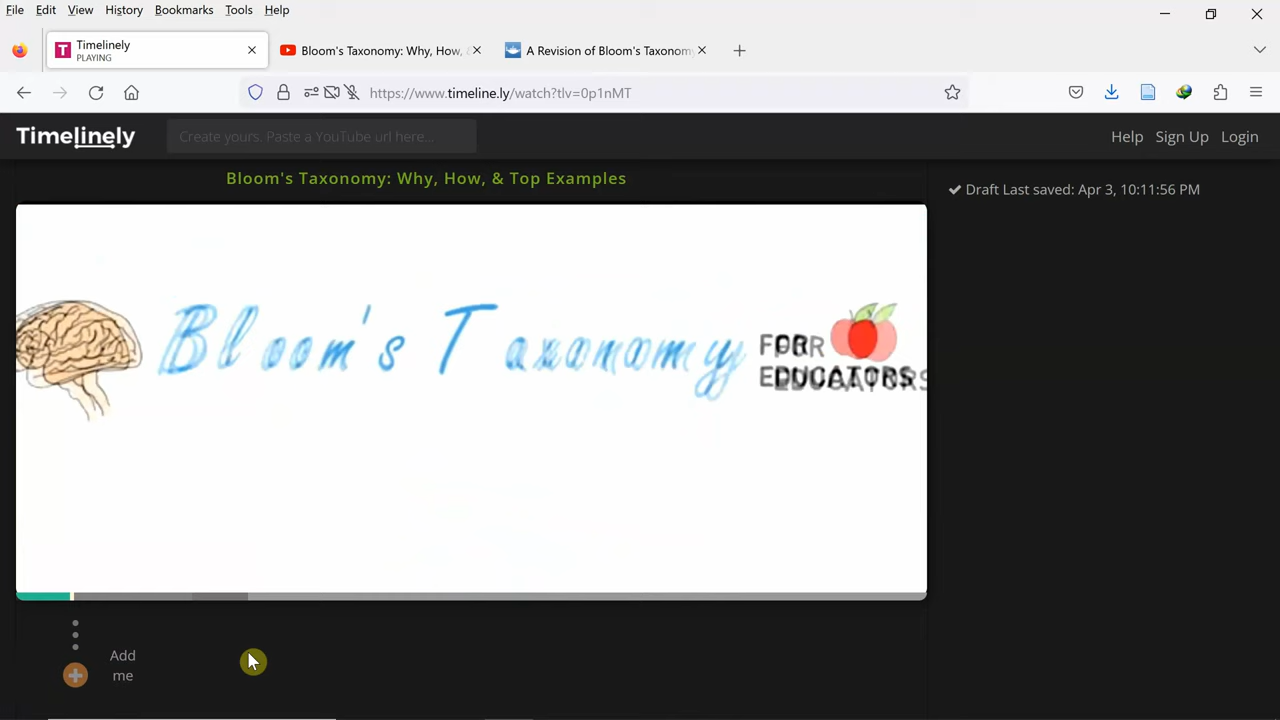 File Edit View History Bookmarks Tools Help
Timelinely
PLAYING
Bloom's Taxonomy: Why, How, &
A Revision of Bloom's Taxonomy
https://www.timeline.ly/watch?tlv=0p1nMT
Timelinely
Create yours. Paste a YouTube url here...
Help Sign Up Login
Bloom's Taxonomy: Why, How, & Top Examples
Draft Last saved: Apr 3, 10:11:56 PM
Bloom's Taxonomy
FOR
EDUCATORS
Add
me